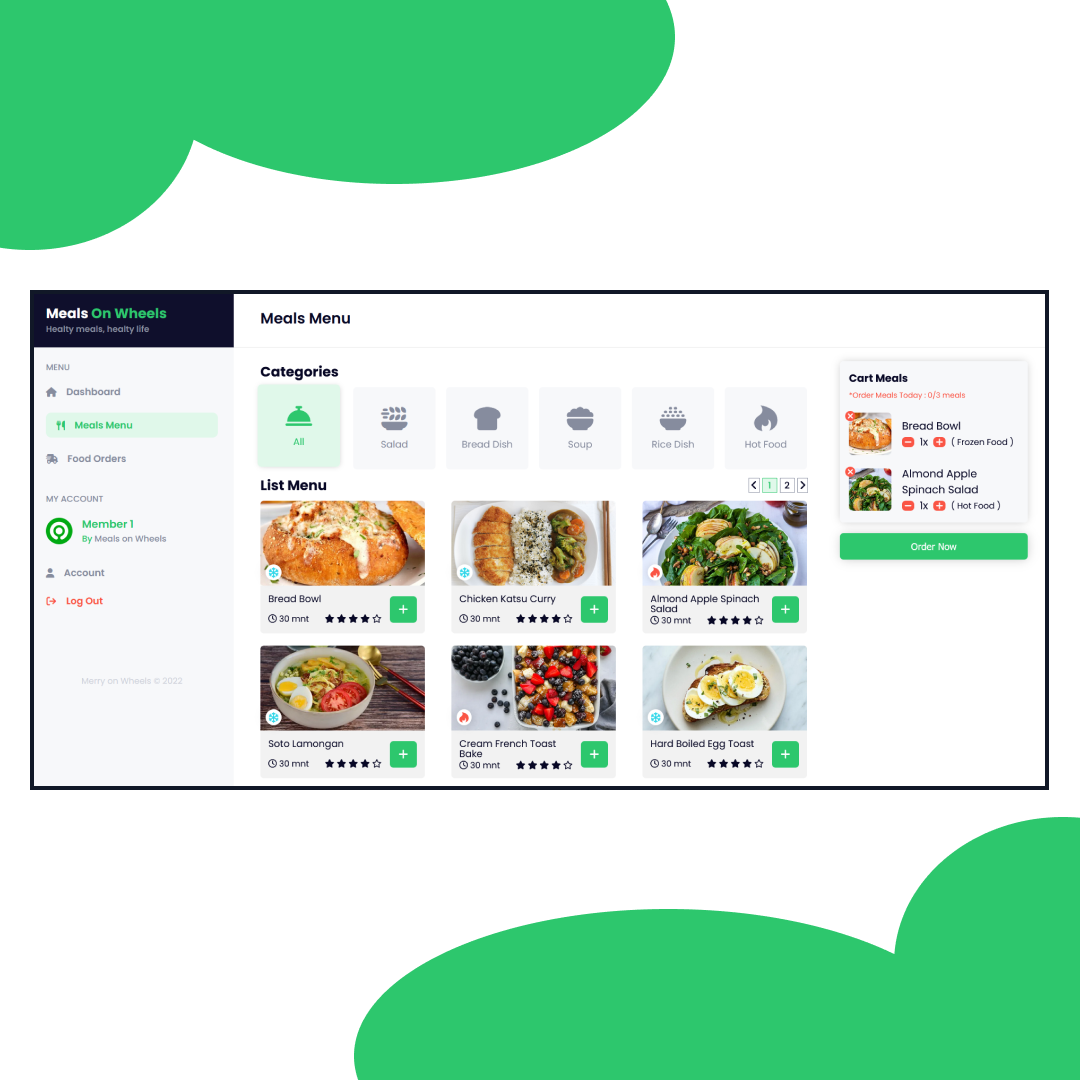 Meals On Wheels
Healty meals, healty life
MENU
Dashboard
Meals Menu
Food Orders
MY ACCOUNT
Member 1
By Meals on Wheels
Account
Log Out
Merry on Wheels © 2022
Meals Menu
Categories
All
Salad
Bread Dish
Soup
Rice Dish
Hot Food
List Menu
1 2
Bread Bowl
30 mnt
Chicken Katsu Curry
30 mnt
Almond Apple Spinach
Salad
30 mnt
Soto Lamongan
30 mnt
Cream French Toast
Bake
30 mnt
Hard Boiled Egg Toast
30 mnt
Cart Meals
*Order Meals Today : 0/3 meals
Bread Bowl
1x ( Frozen Food )
Almond Apple
Spinach Salad
1x ( Hot Food )
Order Now